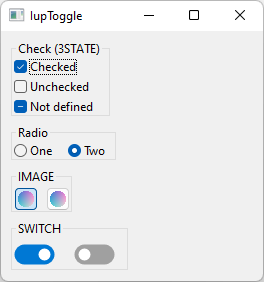 IupToggle
Check (3STATE)
Checked
Unchecked
Not defined
Radio
One Two
IMAGE
SWITCH